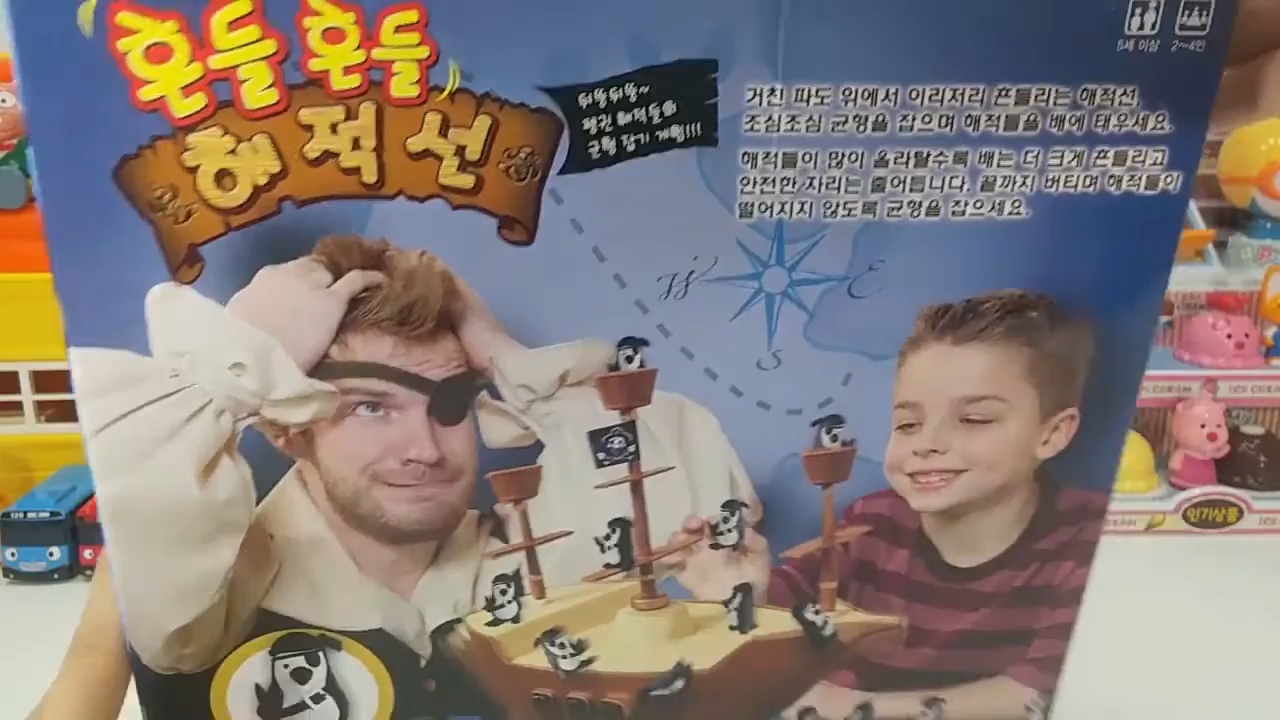 흔들 흔들
해적선
뒤뚱뒤뚱~
펭귄 해적들의
균형 잡기 게임!!!
5세 이상
2~4인
거친 파도 위에서 이리저리 흔들리는 해적선,
조심조심 균형을 잡으며 해적들을 배에 태우세요.
해적들이 많이 올라탈수록 배는 더 크게 흔들리고
안전한 자리는 줄어듭니다. 끝까지 버티며 해적들이
떨어지지 않도록 균형을 잡으세요.
W
E
S
ICE CREAM
인기상품